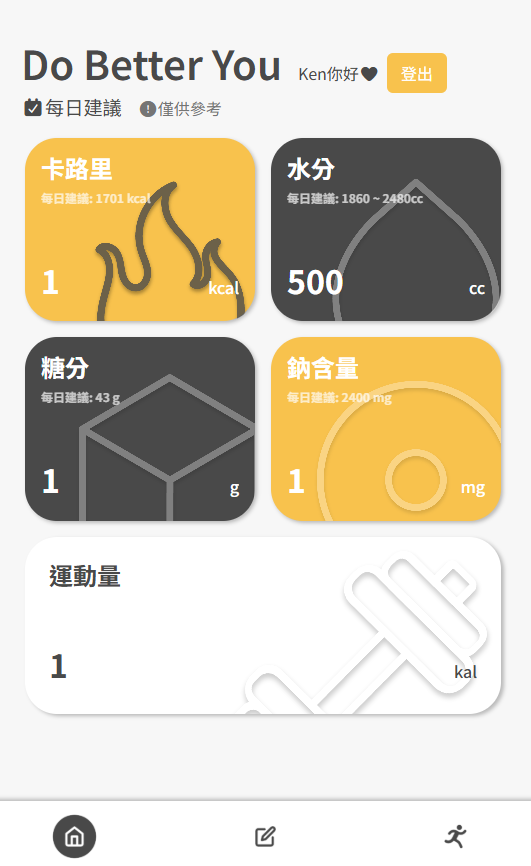 Do Better You Ken你好 登出
每日建議 僅供參考
卡路里
每日建議: 1701 kcal
1 kcal
水分
每日建議: 1860 ~ 2480cc
500 cc
糖分
每日建議: 43 g
1 g
鈉含量
每日建議: 2400 mg
1 mg
運動量
1 kal